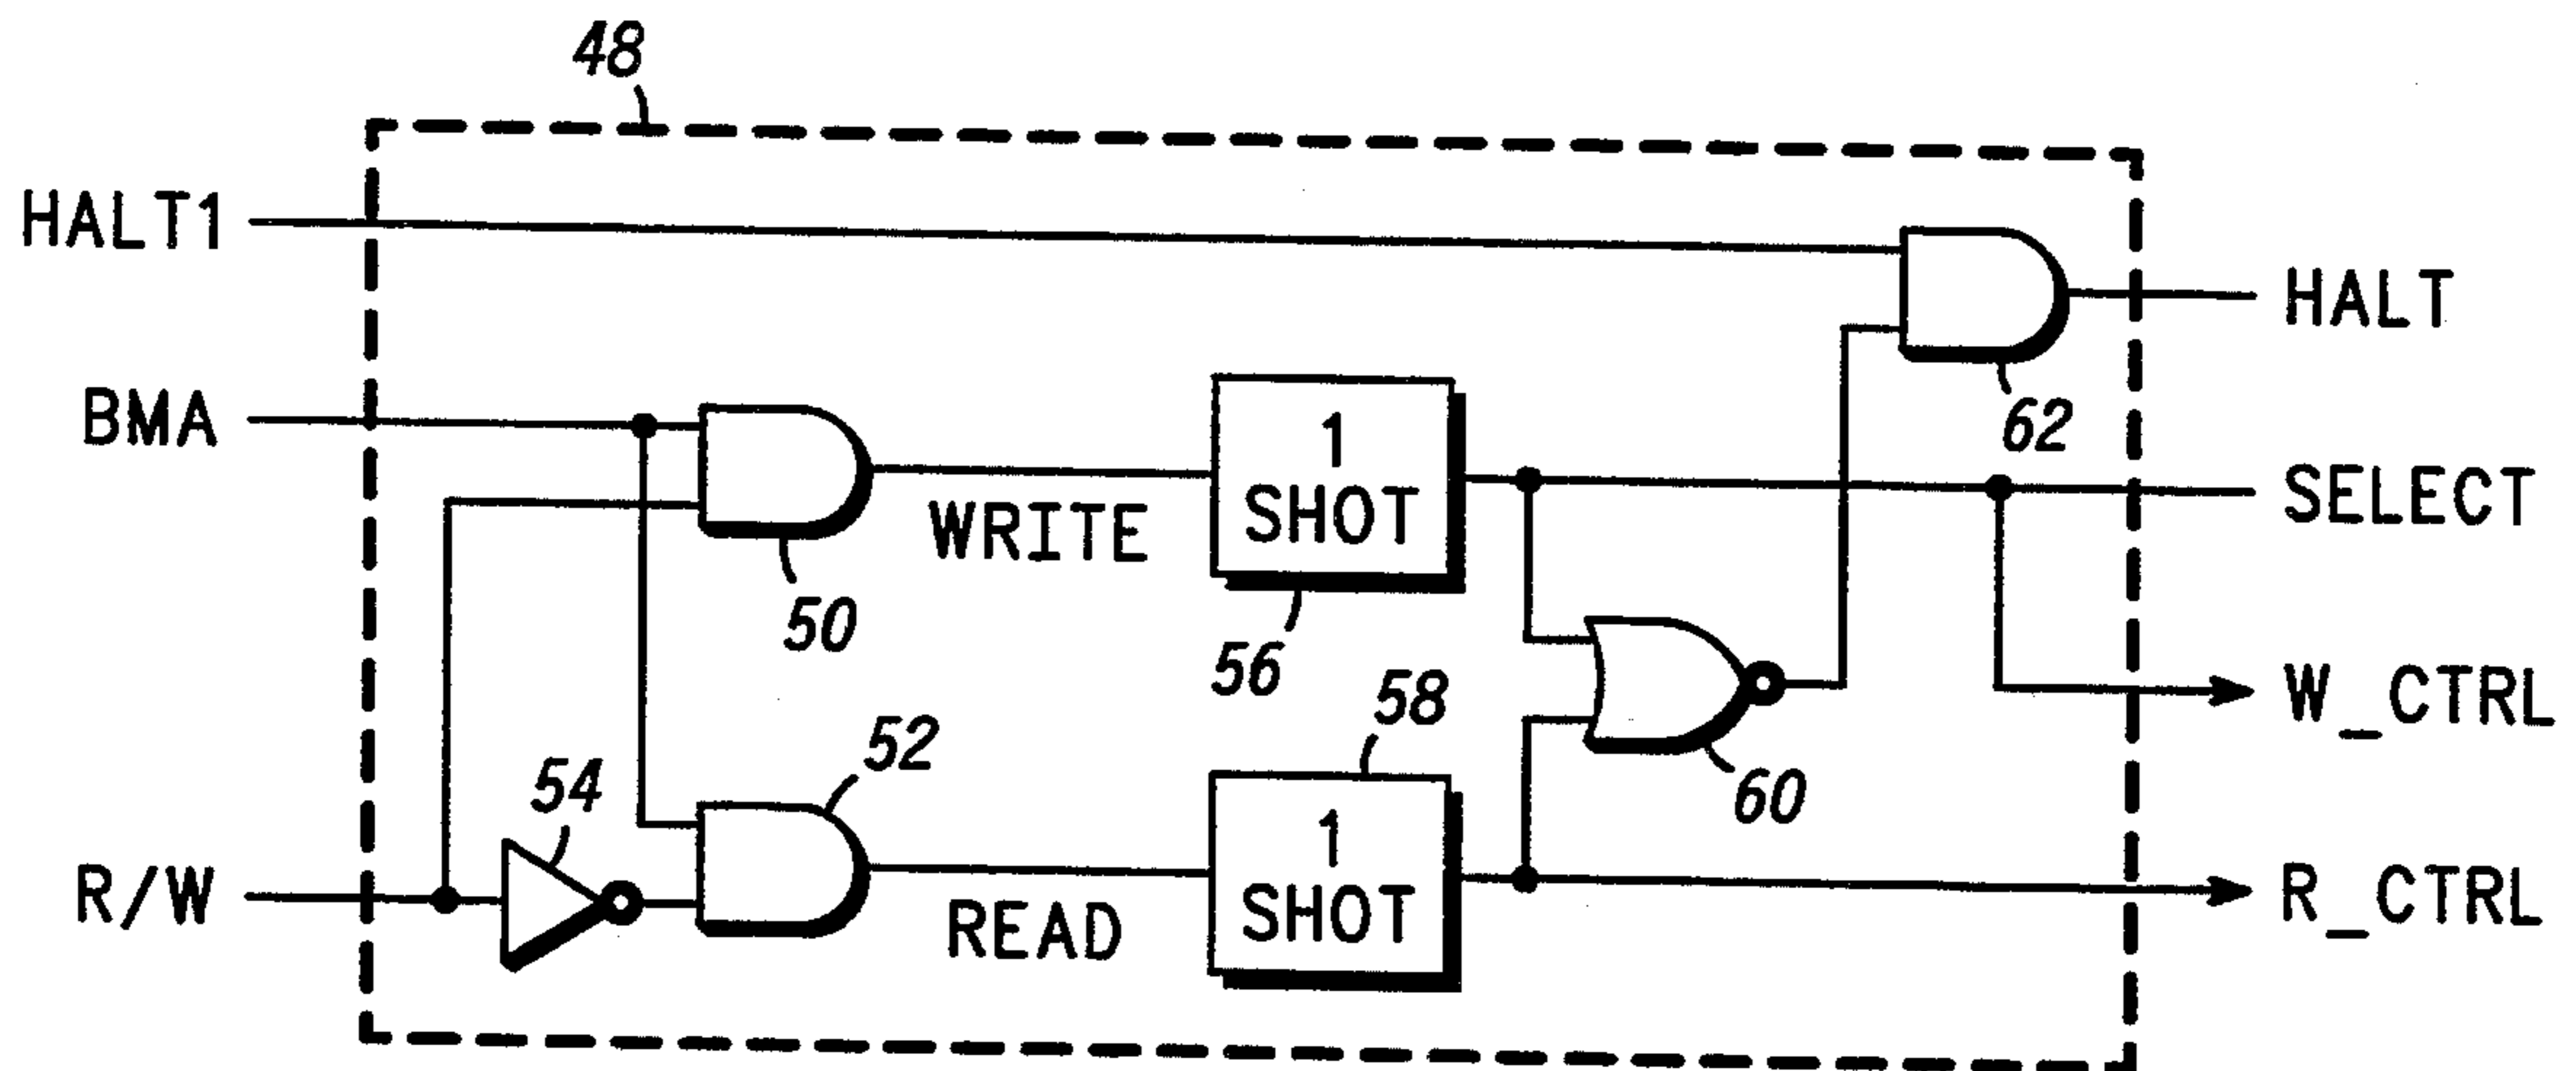 48
HALT1
HALT
62
BMA
SELECT
1
SHOT
WRITE
50
56
W_CTRL
58
52
54
60
R/W
1
SHOT
READ
R_CTRL